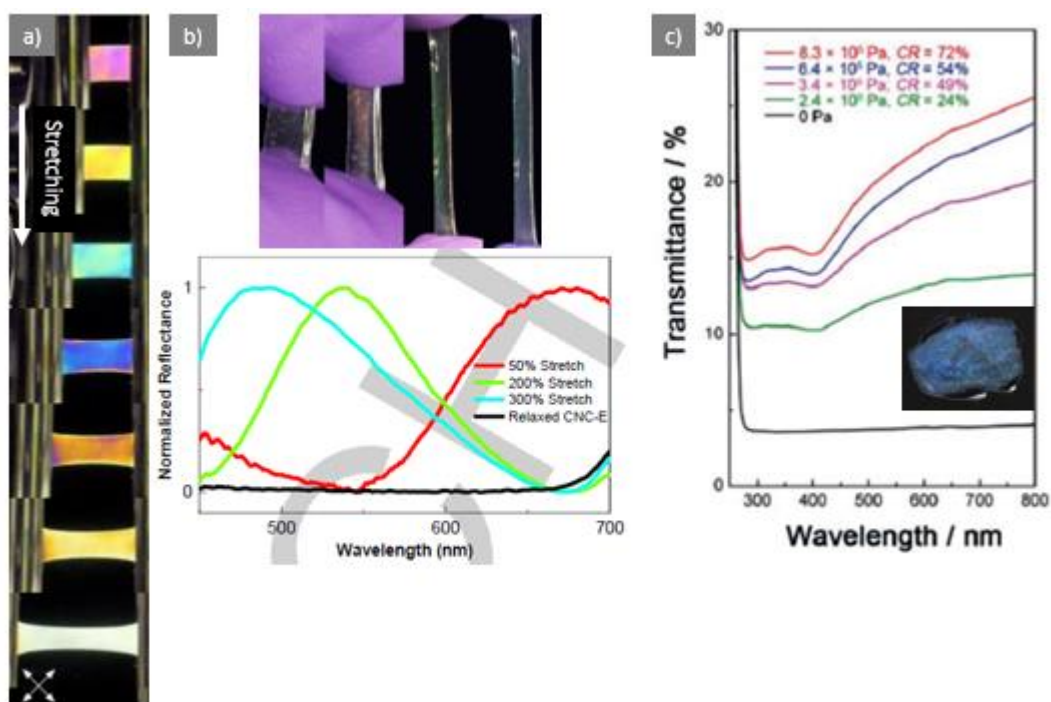 a)
Stretching
b)
Normalized Reflectance
1
0
50% Stretch
200% Stretch
300% Stretch
Relaxed CNC-E
500
600
700
Wavelength (nm)
c)
Transmittance / %
30
20
10
0
8.3 × 10⁵ Pa, CR = 72%
6.4 × 10⁵ Pa, CR = 54%
3.4 × 10⁵ Pa, CR = 49%
2.4 × 10⁵ Pa, CR = 24%
0 Pa
300
400
500
600
700
800
Wavelength / nm